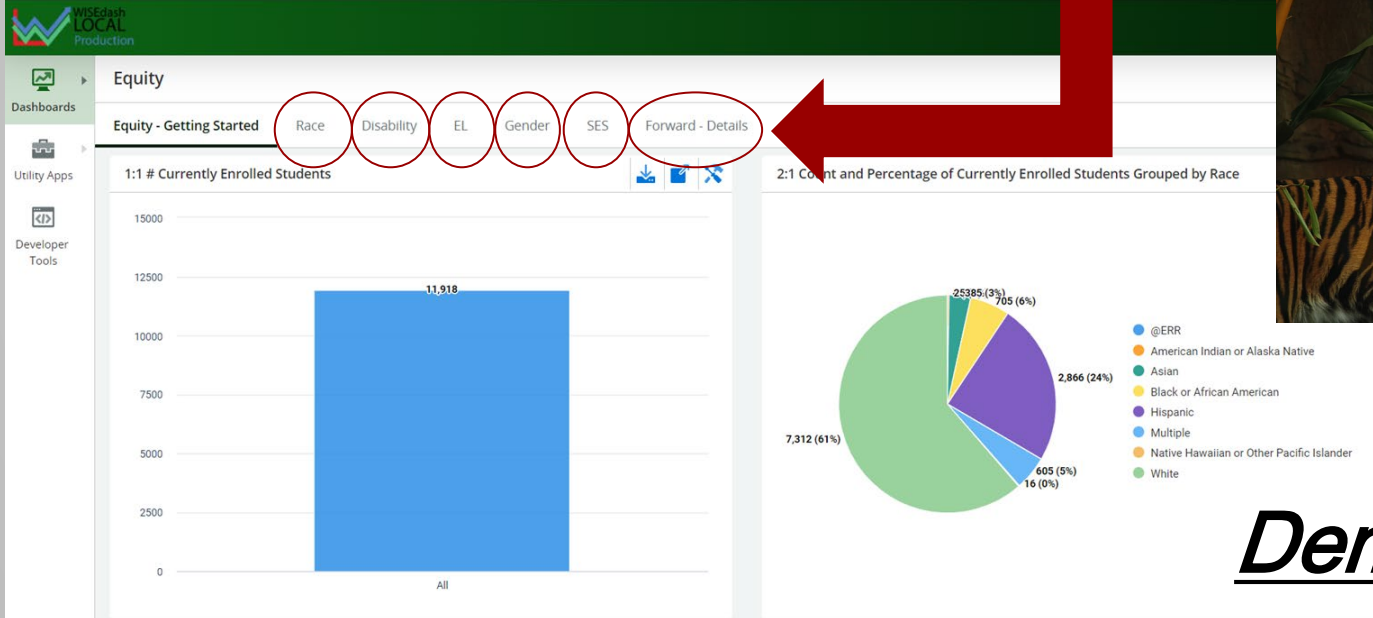 WISEdash
LOCAL
Production
Dashboards
Utility Apps
Developer
Tools
Equity
Equity - Getting Started Race Disability EL Gender SES Forward - Details
1:1 # Currently Enrolled Students
15000
12500
10000
7500
5000
2500
0
11,918
All
2:1 Count and Percentage of Currently Enrolled Students Grouped by Race
385 (3%)
705 (6%)
2,866 (24%)
7,312 (61%)
605 (5%)
16 (0%)
@ERR
American Indian or Alaska Native
Asian
Black or African American
Hispanic
Multiple
Native Hawaiian or Other Pacific Islander
White